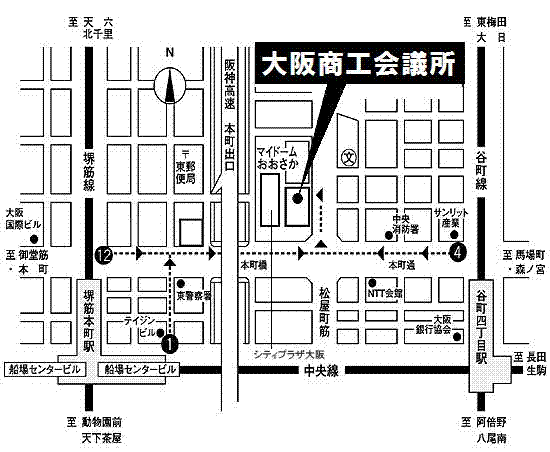 至 天 六
北千里
至 東梅田
大 日
N
阪神高速 本町出口
大阪商工会議所
〒
東郵
便局
マイドーム
おおさか
文
堺筋線
谷町線
大阪
国際ビル
中央
消防署
サンリット
産業
至 御堂筋
・本 町
12
本町橋
本町通
4
至 馬場町
・森ノ宮
堺筋本町駅
東警察署
松屋町筋
NTT会館
谷町四丁目駅
テイジン
ビル
1
大阪
銀行協会
シティプラザ大阪
船場センタービル
船場センタービル
中央線
至 長田
生駒
至 動物園前
天下茶屋
至 阿倍野
八尾南